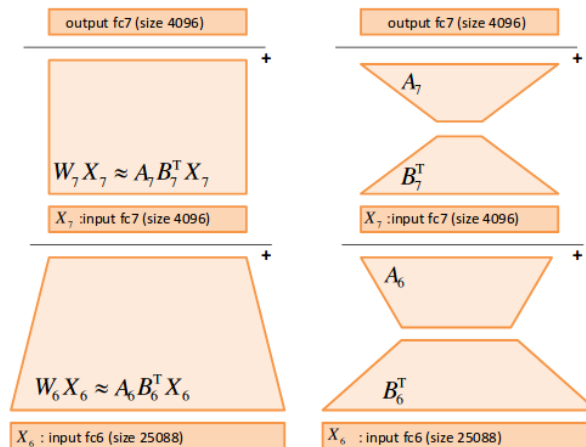 output fc7 (size 4096)
+
W₇X₇ ≈ A₇B₇ᵀX₇
X₇ :input fc7 (size 4096)
+
W₆X₆ ≈ A₆B₆ᵀX₆
X₆ : input fc6 (size 25088)
output fc7 (size 4096)
+
A₇
B₇ᵀ
X₇ :input fc7 (size 4096)
+
A₆
B₆ᵀ
X₆ : input fc6 (size 25088)